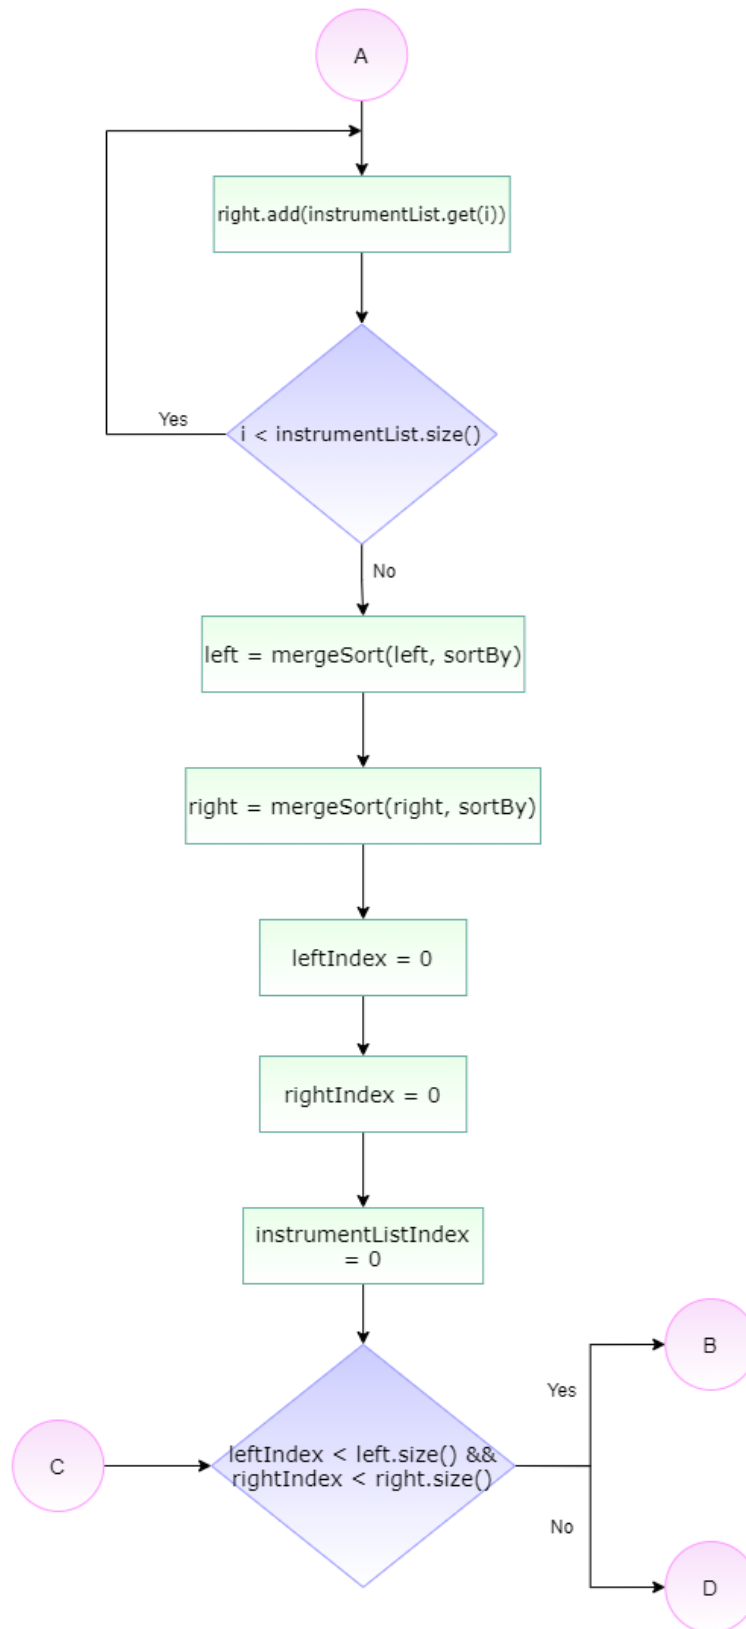 A
right.add(instrumentList.get(i))
Yes
i < instrumentList.size()
No
left = mergeSort(left, sortBy)
right = mergeSort(right, sortBy)
leftIndex = 0
rightIndex = 0
instrumentListIndex
= 0
B
Yes
leftIndex < left.size() &&
rightIndex < right.size()
C
No
D